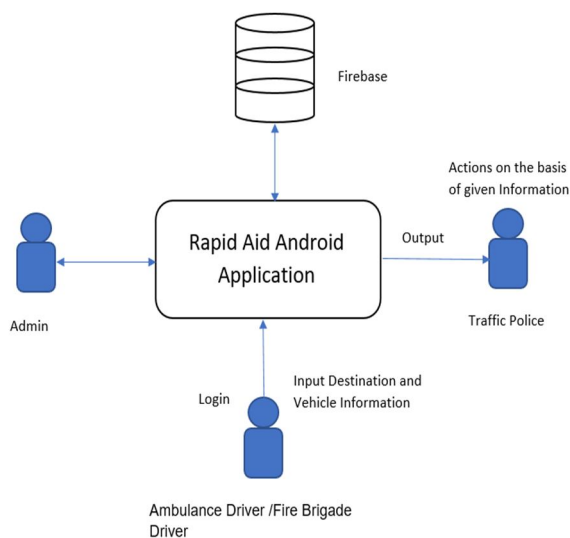 Firebase
Actions on the basis
of given Information
Rapid Aid Android
Application
Output
Admin
Traffic Police
Login
Input Destination and
Vehicle Information
Ambulance Driver /Fire Brigade
Driver